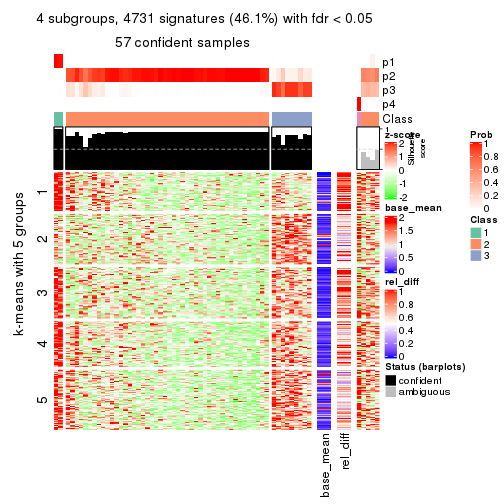 4 subgroups, 4731 signatures (46.1%) with fdr < 0.05
57 confident samples
p1
p2
p3
p4
Class
1
Silhouette score
k-means with 5 groups
1
2
3
4
5
base_mean
rel_diff
z-score
2
1
0
-1
-2
base_mean
2
1.5
1
0.5
0
rel_diff
1
0.8
0.6
0.4
0.2
0
Status (barplots)
confident
ambiguous
Prob
1
0.8
0.6
0.4
0.2
0
Class
1
2
3